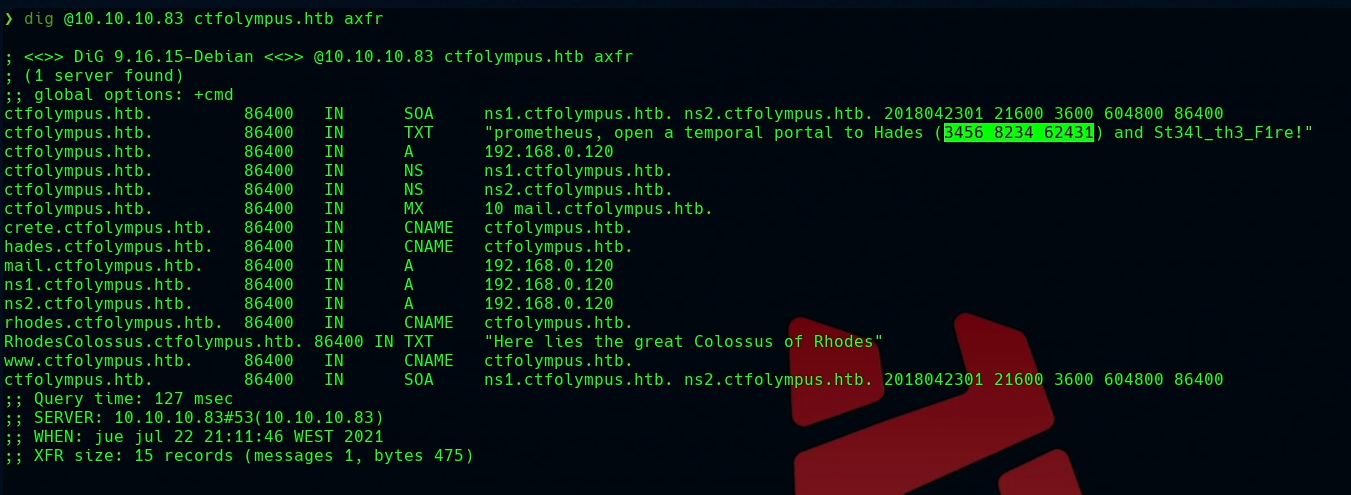 ❯ dig @10.10.10.83 ctfolympus.htb axfr
; <<>> DiG 9.16.15-Debian <<>> @10.10.10.83 ctfolympus.htb axfr
; (1 server found)
;; global options: +cmd
ctfolympus.htb. 86400 IN SOA ns1.ctfolympus.htb. ns2.ctfolympus.htb. 2018042301 21600 3600 604800 86400
ctfolympus.htb. 86400 IN TXT "prometheus, open a temporal portal to Hades (3456 8234 62431) and St34l_th3_F1re!"
ctfolympus.htb. 86400 IN A 192.168.0.120
ctfolympus.htb. 86400 IN NS ns1.ctfolympus.htb.
ctfolympus.htb. 86400 IN NS ns2.ctfolympus.htb.
ctfolympus.htb. 86400 IN MX 10 mail.ctfolympus.htb.
crete.ctfolympus.htb. 86400 IN CNAME ctfolympus.htb.
hades.ctfolympus.htb. 86400 IN CNAME ctfolympus.htb.
mail.ctfolympus.htb. 86400 IN A 192.168.0.120
ns1.ctfolympus.htb. 86400 IN A 192.168.0.120
ns2.ctfolympus.htb. 86400 IN A 192.168.0.120
rhodes.ctfolympus.htb. 86400 IN CNAME ctfolympus.htb.
RhodesColossus.ctfolympus.htb. 86400 IN TXT "Here lies the great Colossus of Rhodes"
www.ctfolympus.htb. 86400 IN CNAME ctfolympus.htb.
ctfolympus.htb. 86400 IN SOA ns1.ctfolympus.htb. ns2.ctfolympus.htb. 2018042301 21600 3600 604800 86400
;; Query time: 127 msec
;; SERVER: 10.10.10.83#53(10.10.10.83)
;; WHEN: jue jul 22 21:11:46 WEST 2021
;; XFR size: 15 records (messages 1, bytes 475)